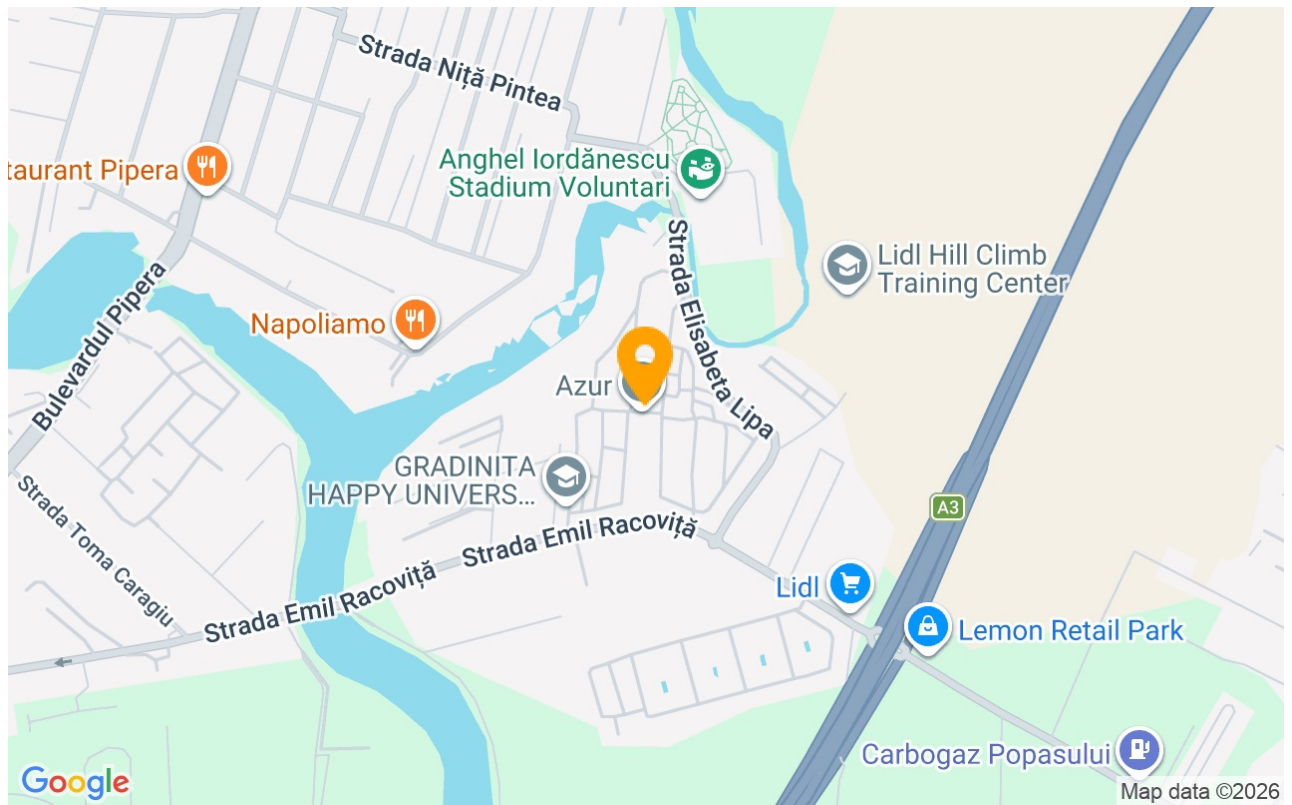 Strada Niță Pintea
taurant Pipera
Anghel Iordănescu
Stadium Voluntari
Strada Elisabeta Lipa
Lidl Hill Climb
Training Center
Bulevardul Pipera
Napoliamo
Azur
GRADINITA
HAPPY UNIVERS...
A3
Strada Toma Caragiu
Strada Emil Racoviță
Strada Emil Racoviță
Lidl
Lemon Retail Park
Carbogaz Popasului
Google
Map data ©2026